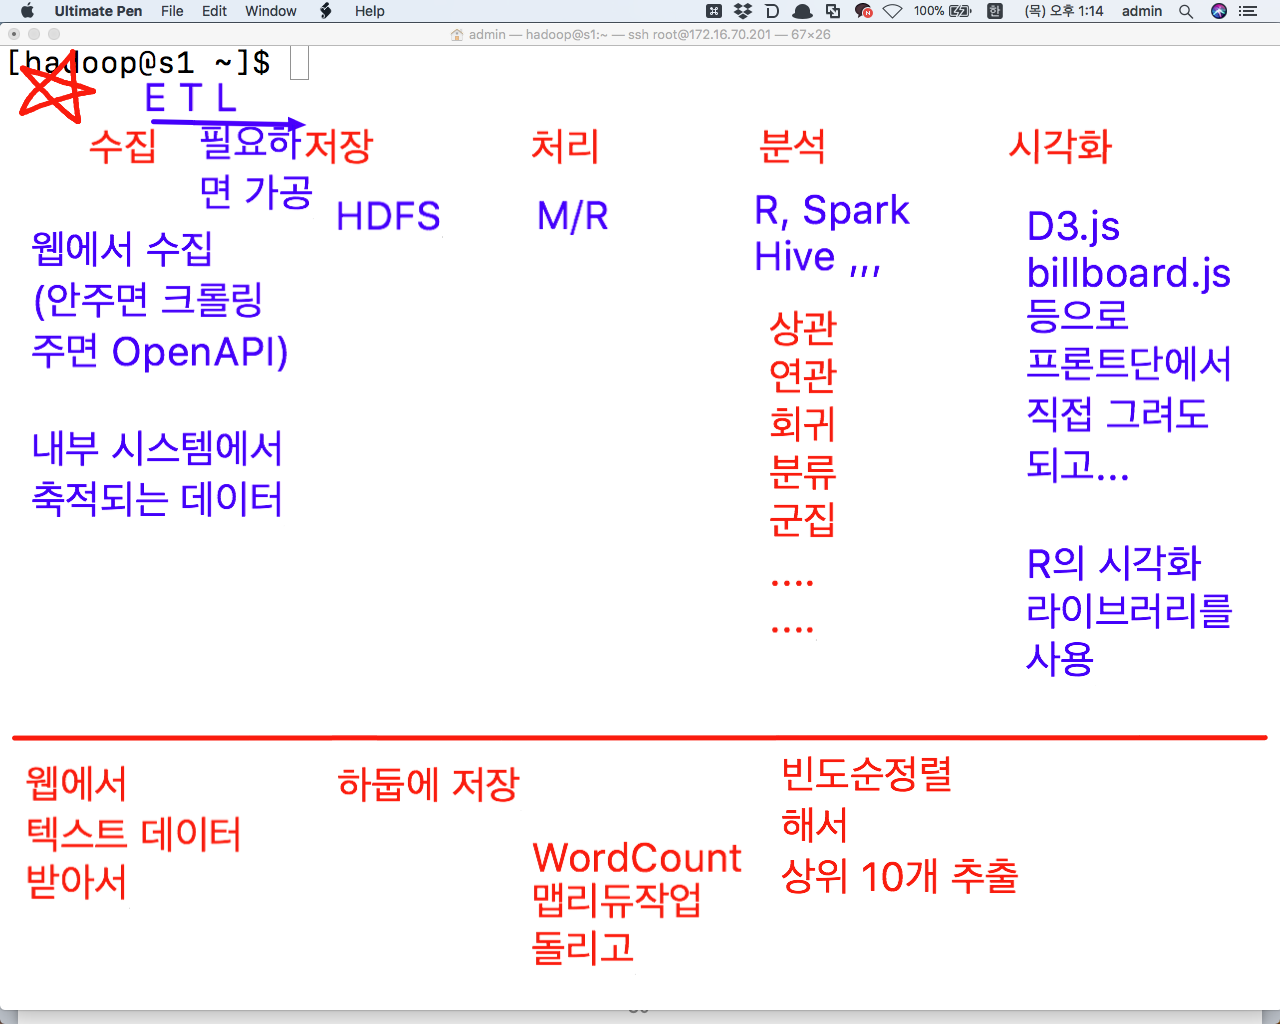 Ultimate Pen File Edit Window Help 100% 한 (목) 오후 1:14 admin
admin — hadoop@s1:~ — ssh root@172.16.70.201 — 67×26
[hadoop@s1 ~]$
E T L
수집
필요하
면 가공
저장
처리
분석
시각화
HDFS
M/R
R, Spark
Hive ,,,
D3.js
billboard.js
등으로
프론트단에서
직접 그려도
되고...
웹에서 수집
(안주면 크롤링
주면 OpenAPI)
내부 시스템에서
축적되는 데이터
상관
연관
회귀
분류
군집
....
....
R의 시각화
라이브러리를
사용
웹에서
텍스트 데이터
받아서
하둡에 저장
WordCount
맵리듀작업
돌리고
빈도순정렬
해서
상위 10개 추출